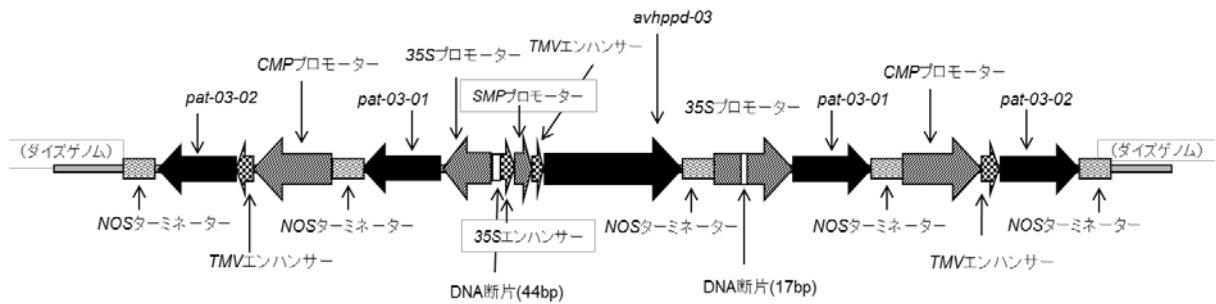 avhppd-03
TMVエンハンサー
35Sプロモーター
CMPプロモーター
CMPプロモーター
SMPプロモーター
35Sプロモーター
pat-03-02
pat-03-01
pat-03-01
pat-03-02
(ダイズゲノム)
(ダイズゲノム)
NOSターミネーター
NOSターミネーター
35Sエンハンサー
NOSターミネーター
NOSターミネーター
NOSターミネーター
TMVエンハンサー
TMVエンハンサー
DNA断片(44bp)
DNA断片(17bp)